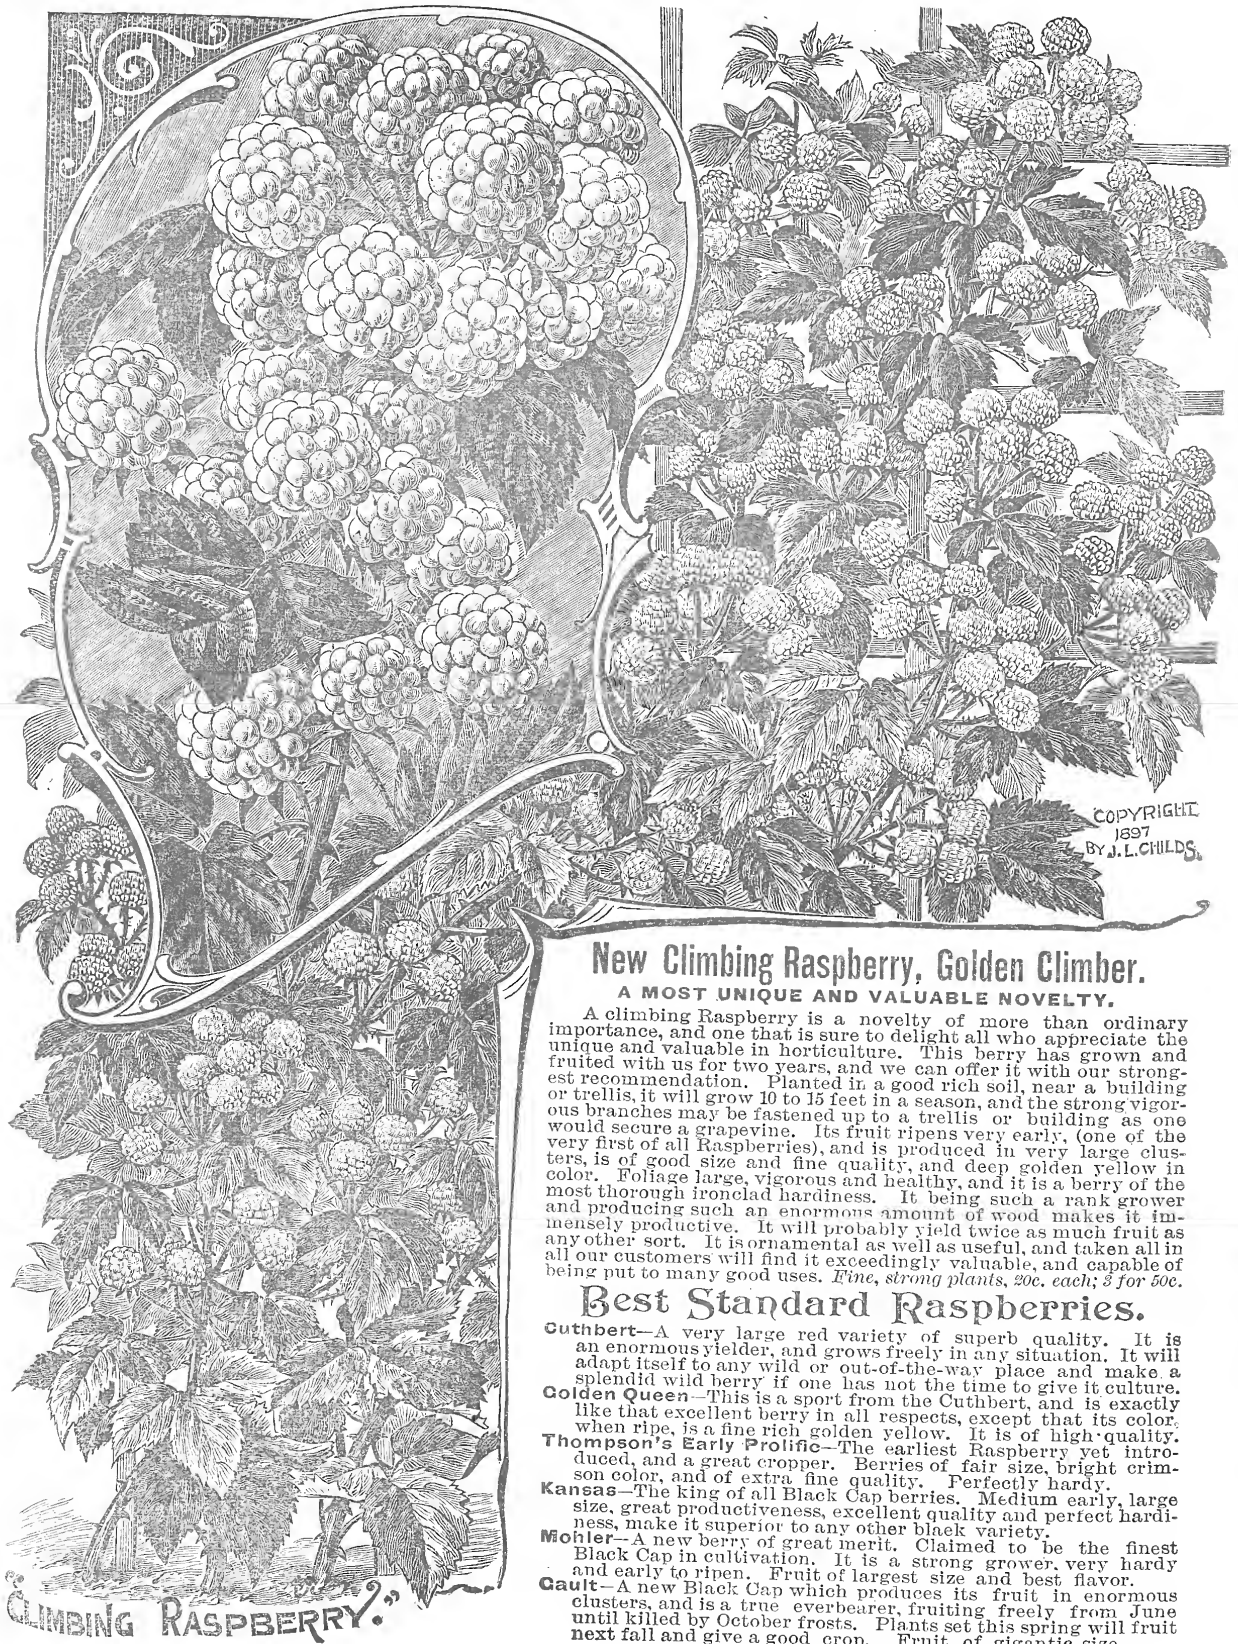 COPYRIGHT
1897
BY J. L. CHILDS.
New Climbing Raspberry, Golden Climber.
A MOST UNIQUE AND VALUABLE NOVELTY.
A climbing Raspberry is a novelty of more than ordinary
importance, and one that is sure to delight all who appreciate the
unique and valuable in horticulture. This berry has grown and
fruited with us for two years, and we can offer it with our strong-
est recommendation. Planted in a good rich soil, near a building
or trellis, it will grow 10 to 15 feet in a season, and the strong vigor-
ous branches may be fastened up to a trellis or building as one
would secure a grapevine. Its fruit ripens very early, (one of the
very first of all Raspberries), and is produced in very large clus-
ters, is of good size and fine quality, and deep golden yellow in
color. Foliage large, vigorous and healthy, and it is a berry of the
most thorough ironclad hardiness. It being such a rank grower
and producing such an enormous amount of wood makes it im-
mensely productive. It will probably yield twice as much fruit as
any other sort. It is ornamental as well as useful, and taken all in
all our customers will find it exceedingly valuable, and capable of
being put to many good uses. Fine, strong plants, 20c. each; 3 for 50c.
Best Standard Raspberries.
Cuthbert—A very large red variety of superb quality. It is
an enormous yielder, and grows freely in any situation. It will
adapt itself to any wild or out-of-the-way place and make a
splendid wild berry if one has not the time to give it culture.
Golden Queen—This is a sport from the Cuthbert, and is exactly
like that excellent berry in all respects, except that its color,
when ripe, is a fine rich golden yellow. It is of high quality.
Thompson's Early Prolific—The earliest Raspberry yet intro-
duced, and a great cropper. Berries of fair size, bright crim-
son color, and of extra fine quality. Perfectly hardy.
Kansas—The king of all Black Cap berries. Medium early, large
size, great productiveness, excellent quality and perfect hardi-
ness, make it superior to any other black variety.
Mohler—A new berry of great merit. Claimed to be the finest
Black Cap in cultivation. It is a strong grower, very hardy
and early to ripen. Fruit of largest size and best flavor.
Gault—A new Black Cap which produces its fruit in enormous
clusters, and is a true everbearer, fruiting freely from June
until killed by October frosts. Plants set this spring will fruit
next fall and give a good crop. Fruit of gigantic size
"CLIMBING RASPBERRY."